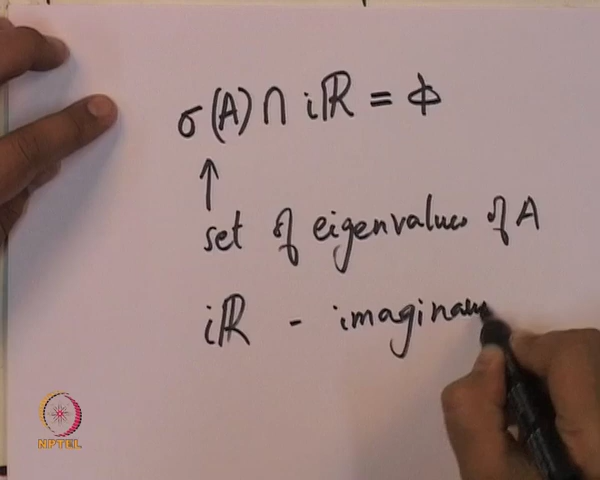 σ(A) ∩ iℝ = ϕ
↑
set of eigenvalues of A
iℝ - imaginary
NPTEL